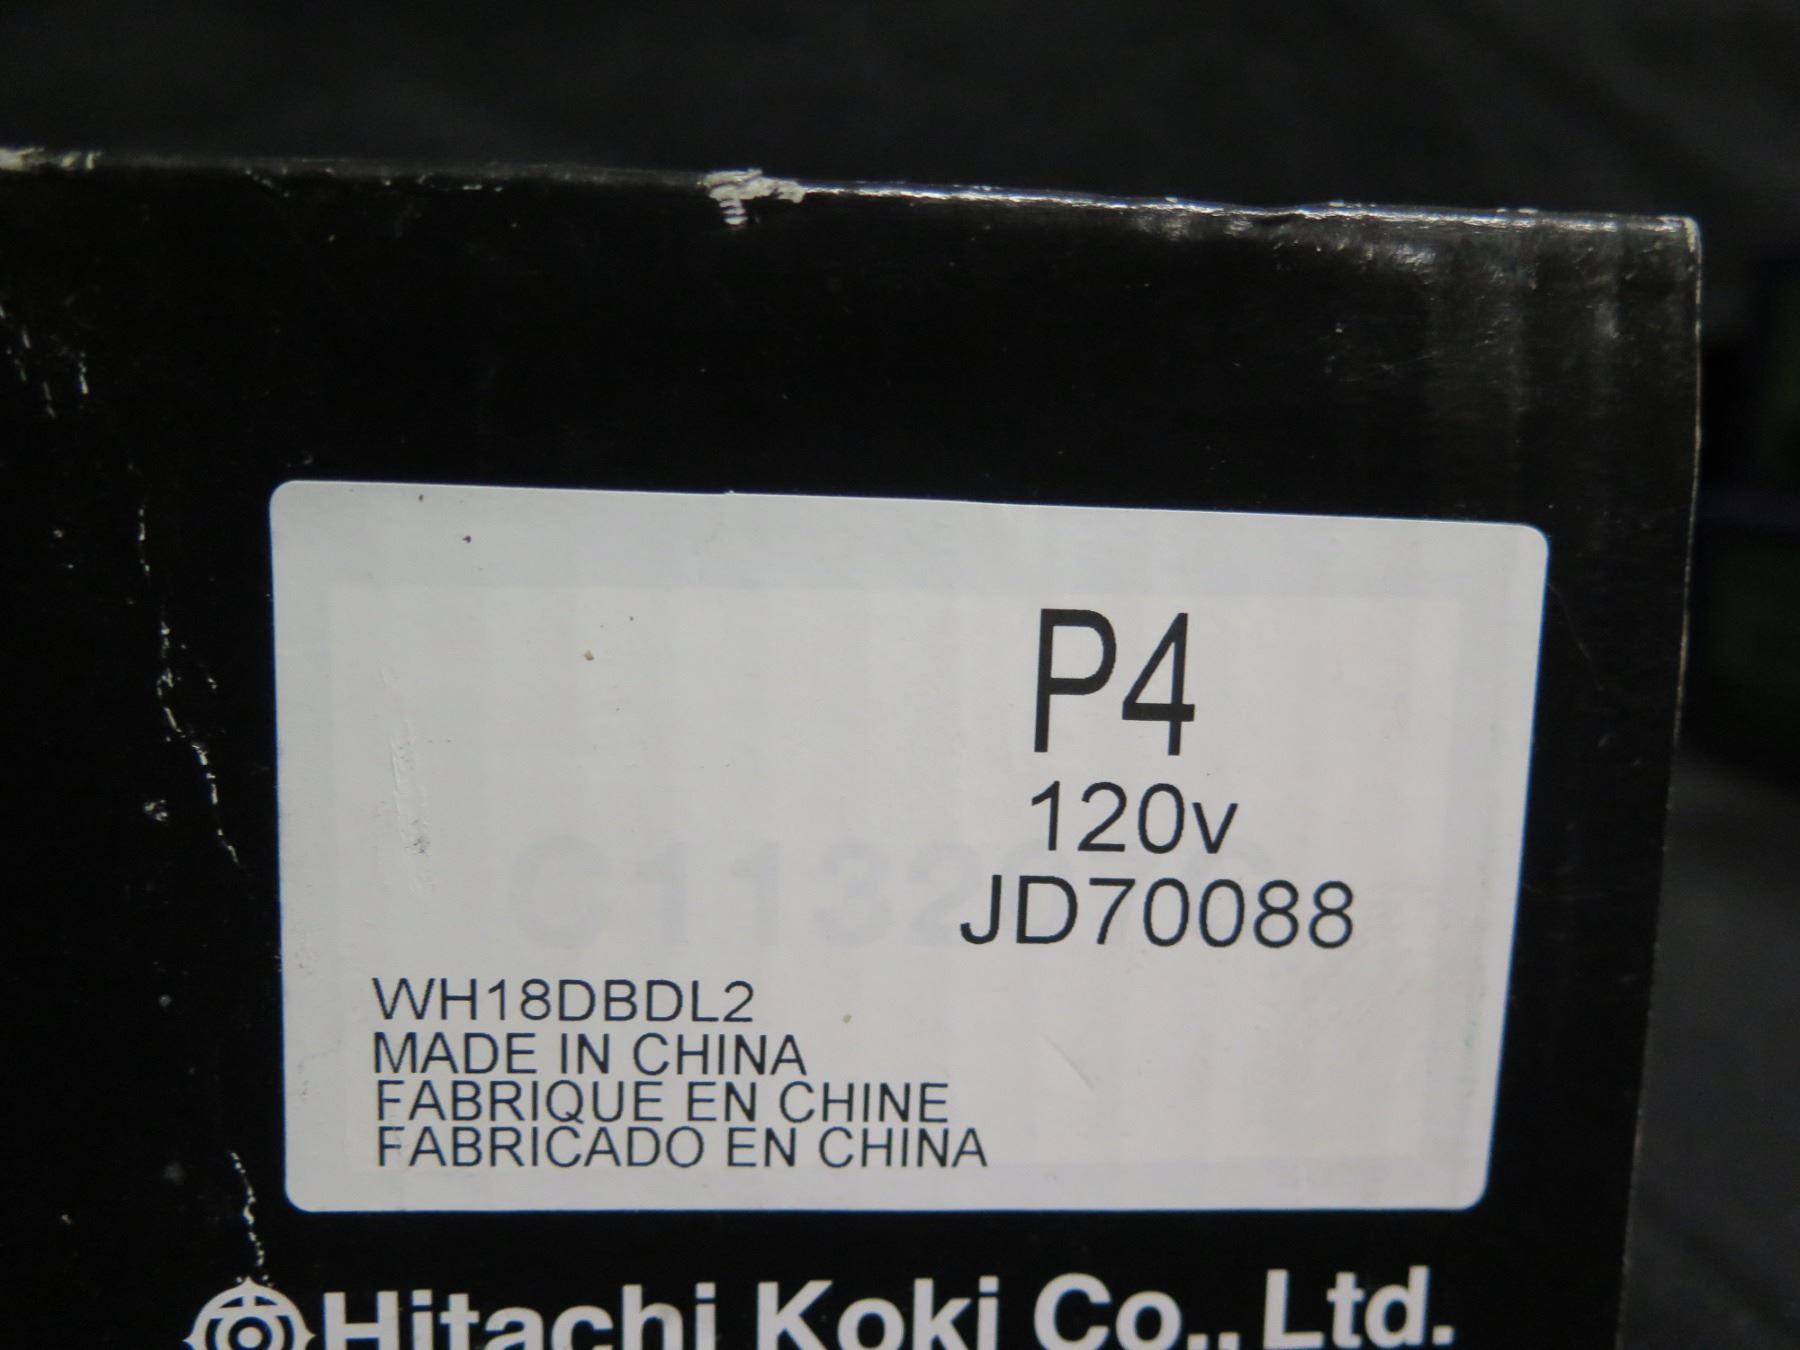 P4
120v
JD70088
WH18DBDL2
MADE IN CHINA
FABRIQUE EN CHINE
FABRICADO EN CHINA
Hitachi Koki Co., Ltd.